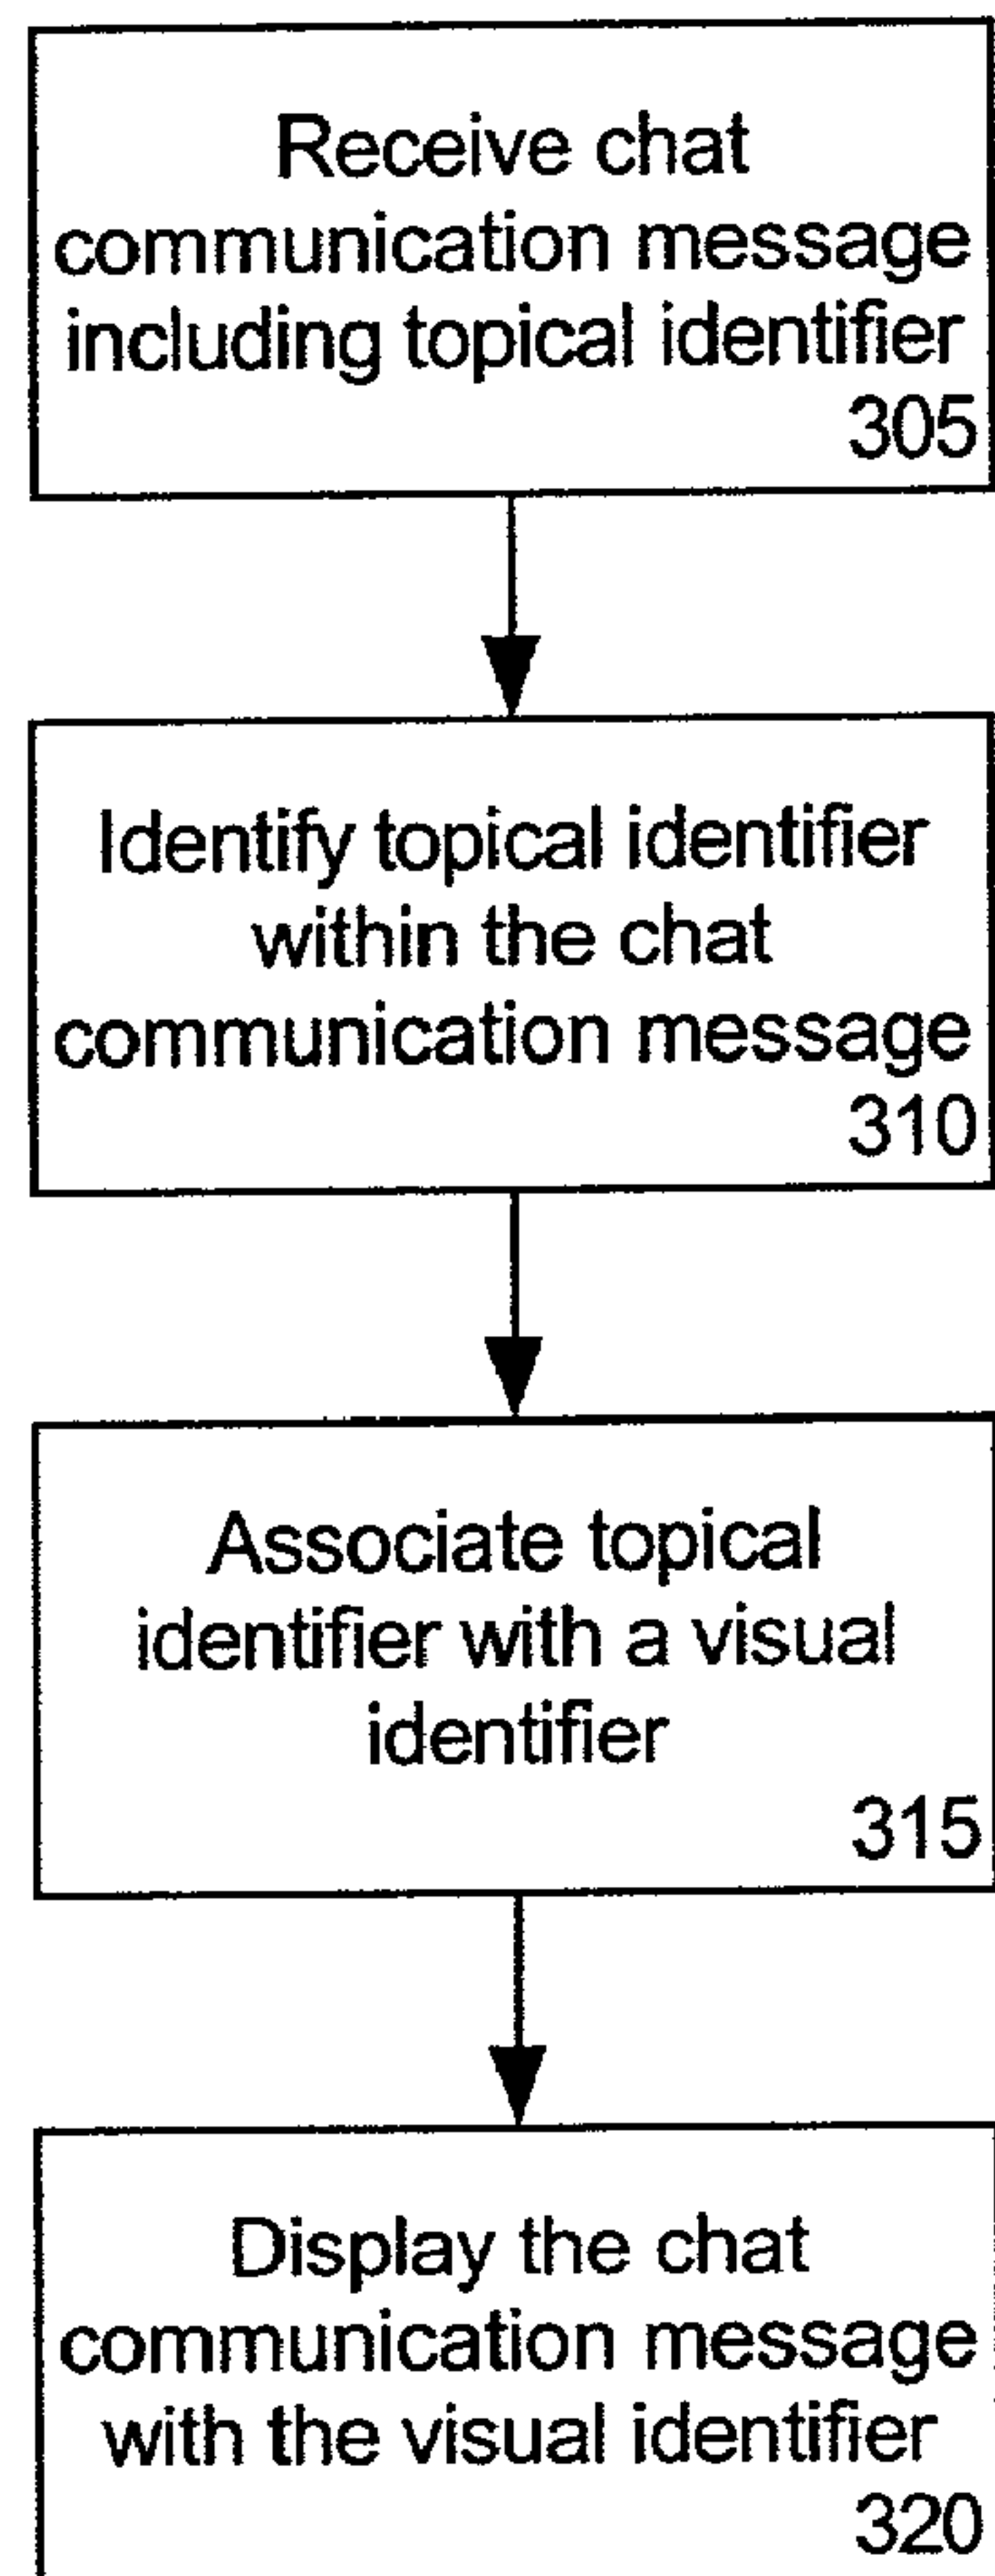 Receive chat
communication message
including topical identifier
305
Identify topical identifier
within the chat
communication message
310
Associate topical
identifier with a visual
identifier
315
Display the chat
communication message
with the visual identifier
320